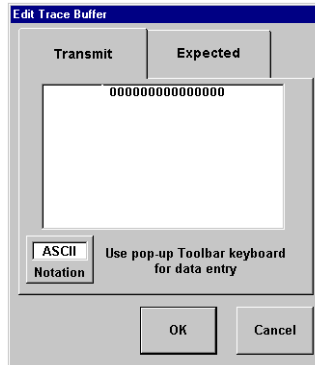 Edit Trace Buffer
Transmit
Expected
000000000000000
ASCII
Notation
Use pop-up Toolbar keyboard
for data entry
OK
Cancel